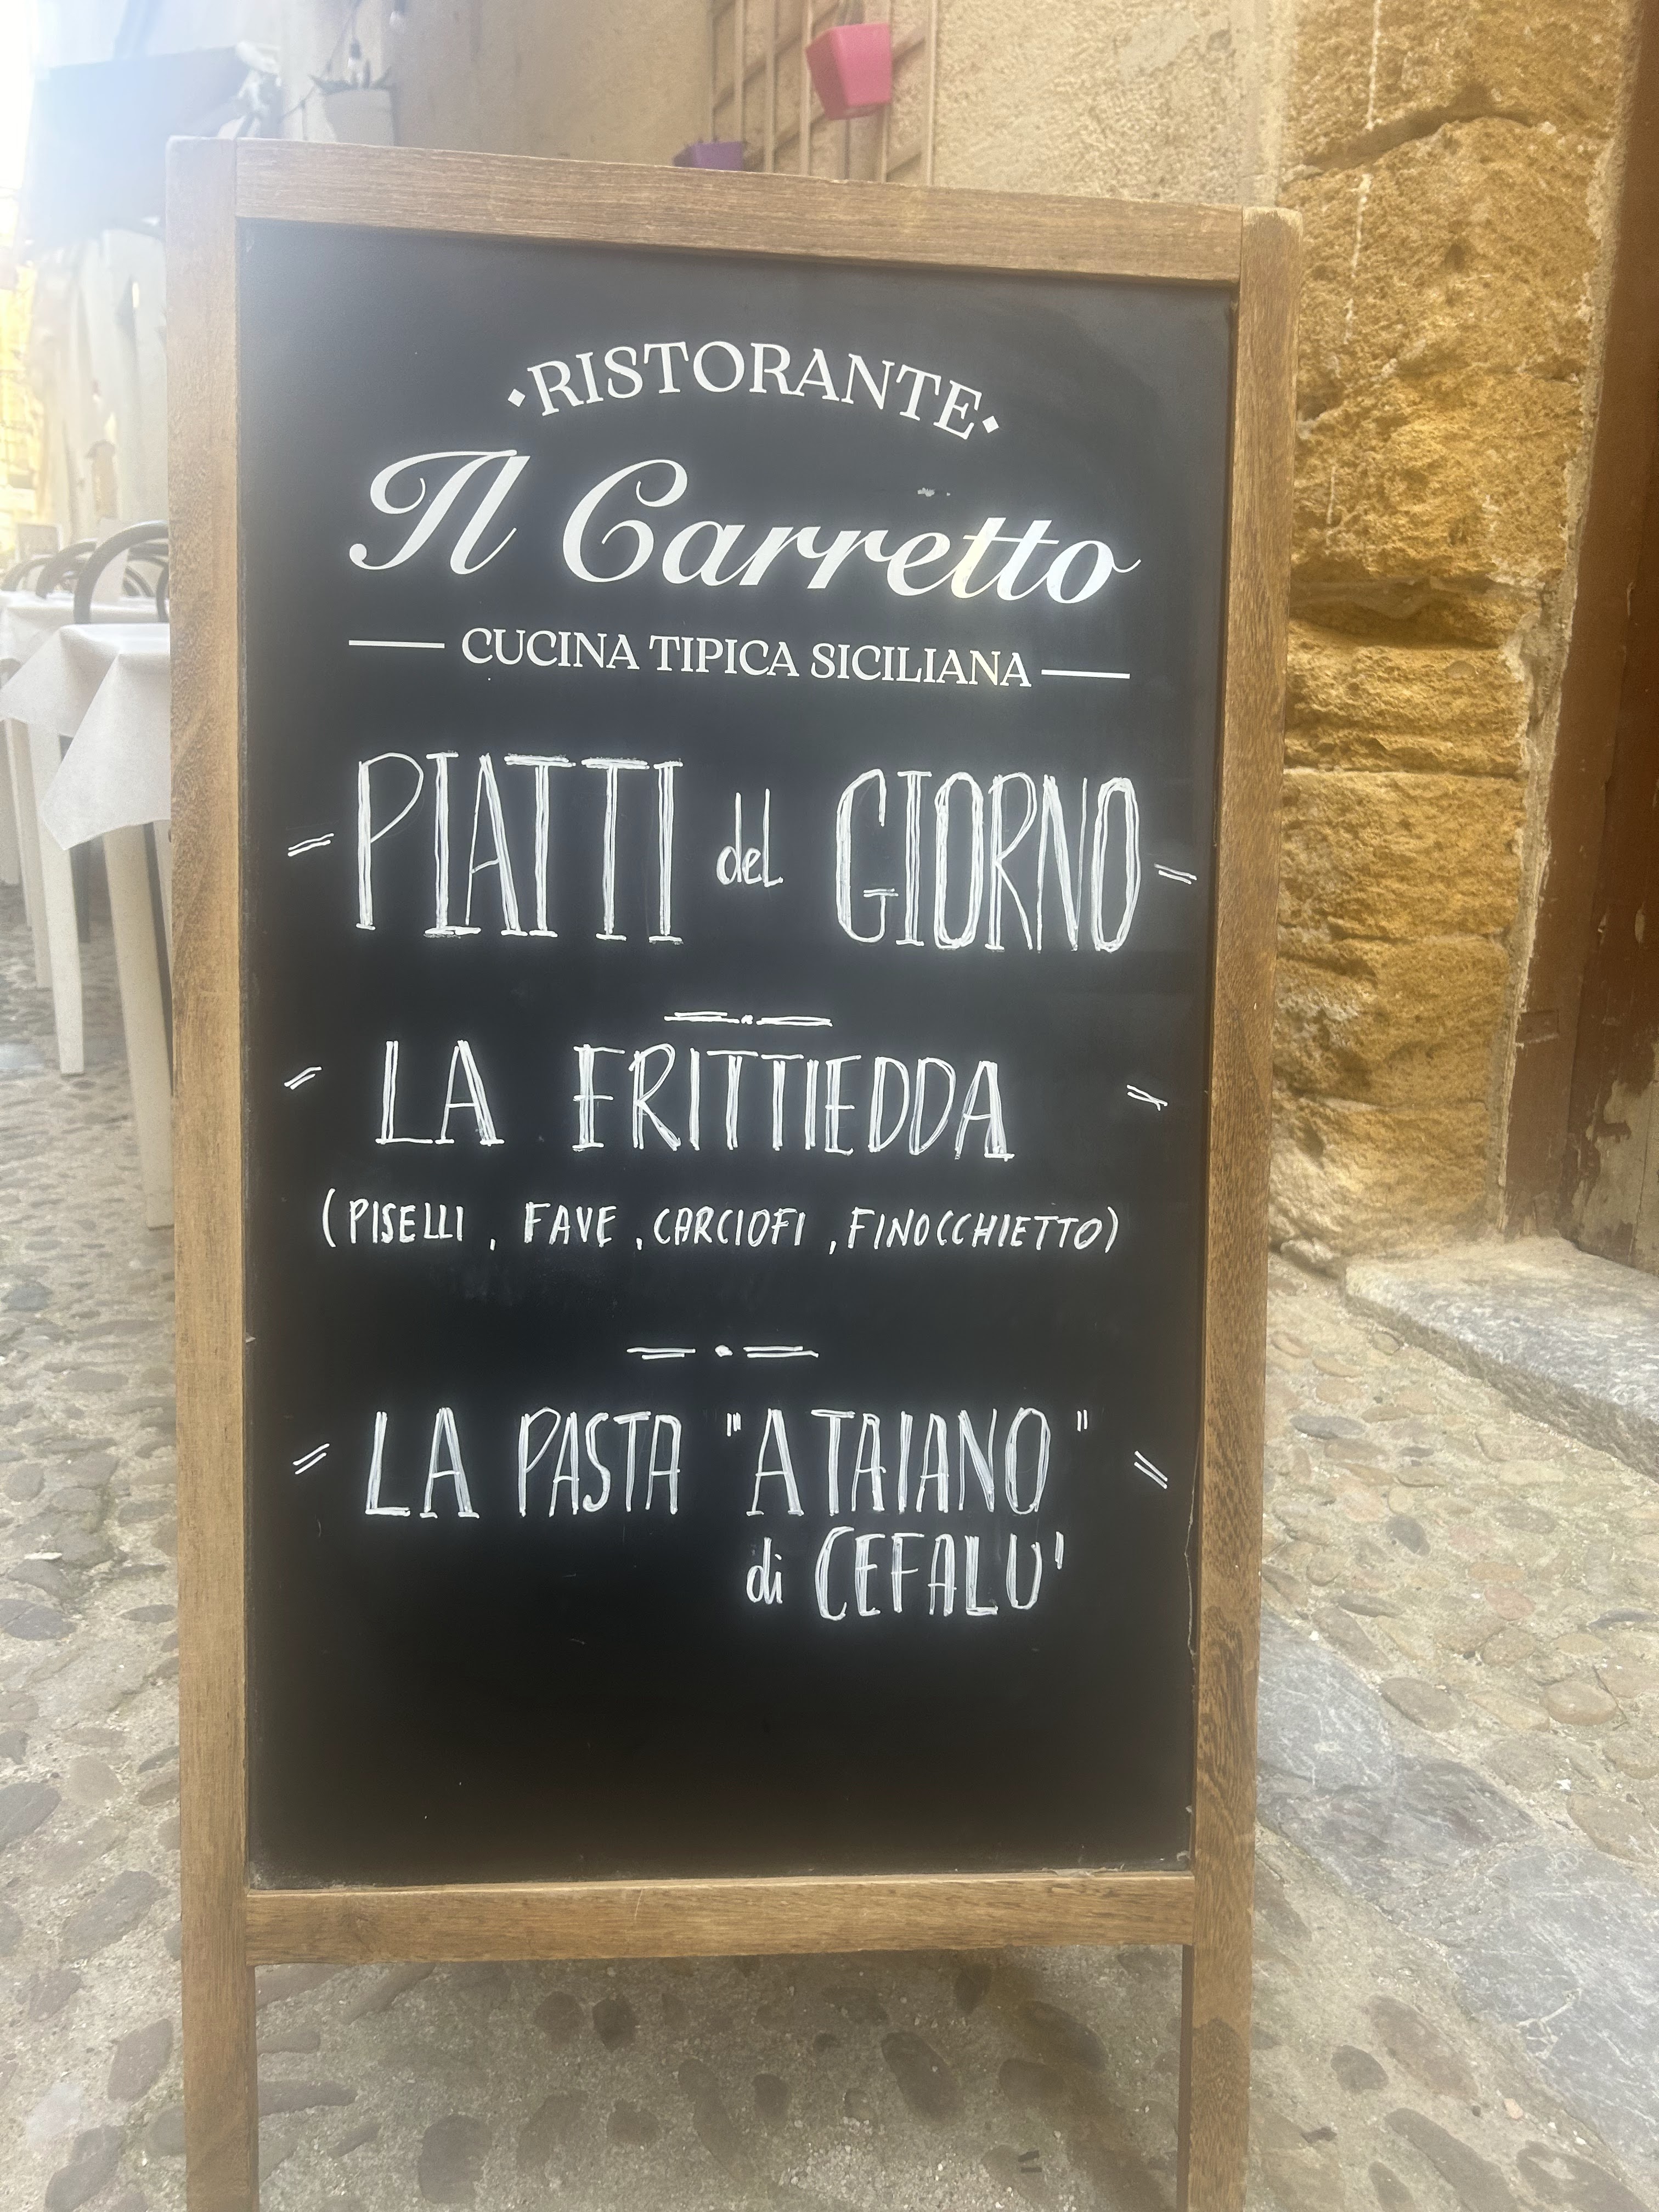 RISTORANTE
Il Carretto
CUCINA TIPICA SICILIANA
PIATTI del GIORNO
LA FRITTIEDDA
(PISELLI, FAVE, CARCIOFI, FINOCCHIETTO)
LA PASTA "A TAIANO"
di CEFALU'